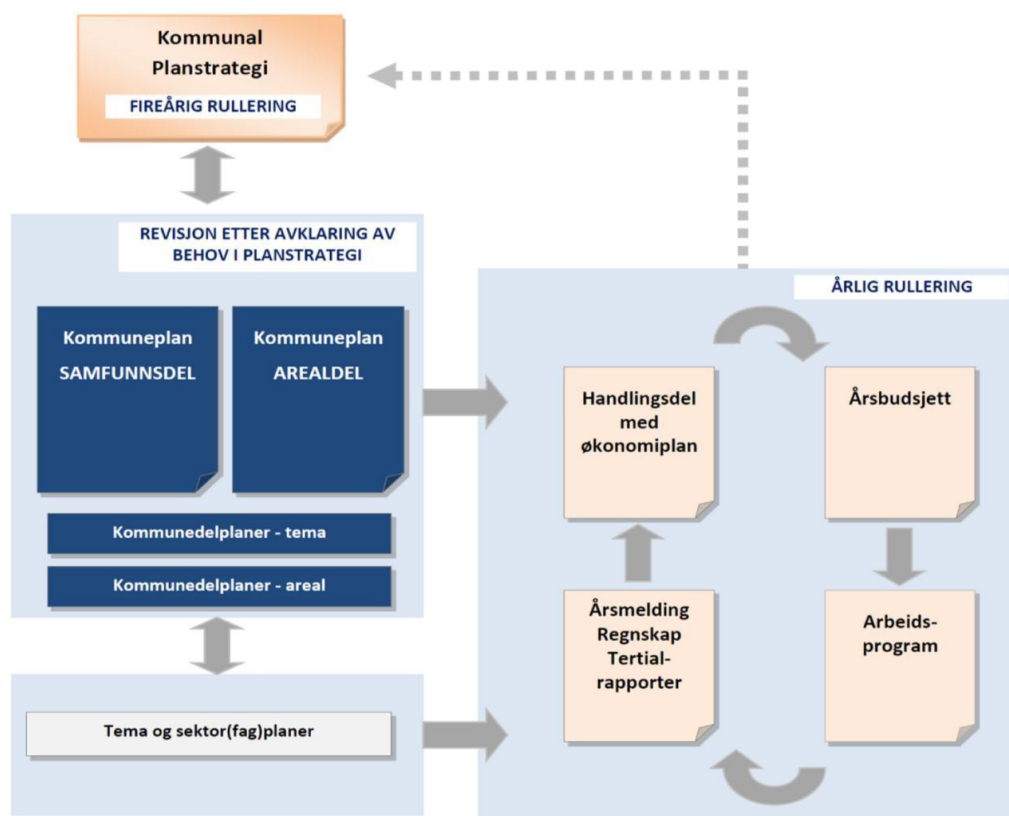 Kommunal
Planstrategi
FIREÅRIG RULLERING
REVISJON ETTER AVKLARING AV
BEHOV I PLANSTRATEGI
Kommuneplan
SAMFUNNSDEL
Kommuneplan
AREALDEL
Kommunedelplaner - tema
Kommunedelplaner - areal
Tema og sektor(fag)planer
ÅRLIG RULLERING
Handlingsdel
med
økonomiplan
Årsbudsjett
Årsmelding
Regnskap
Tertial-
rapporter
Arbeids-
program